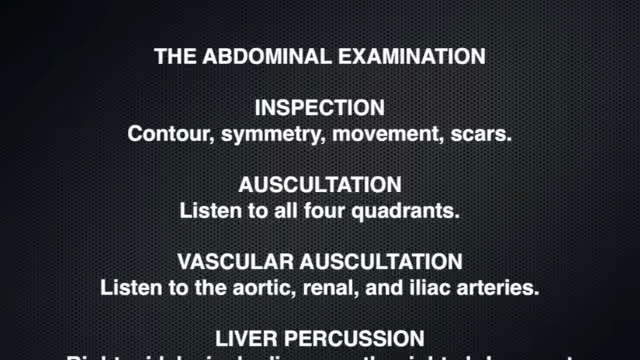 THE ABDOMINAL EXAMINATION
INSPECTION
Contour, symmetry, movement, scars.
AUSCULTATION
Listen to all four quadrants.
VASCULAR AUSCULTATION
Listen to the aortic, renal, and iliac arteries.
LIVER PERCUSSION